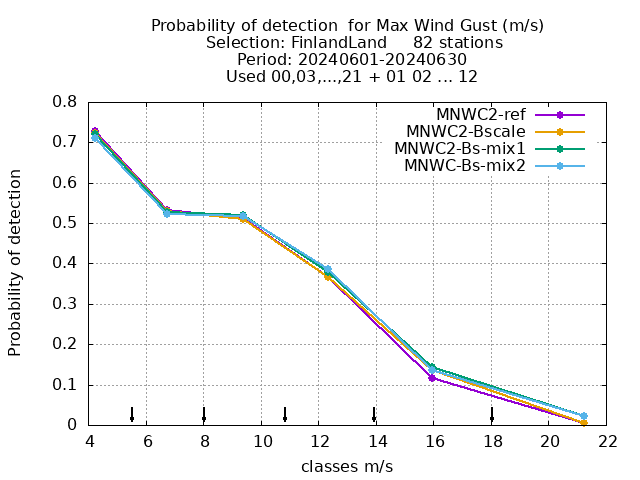 Probability of detection  for Max Wind Gust (m/s)
Selection: FinlandLand     82 stations
Period: 20240601-20240630
Used 00,03,...,21 + 01 02 ... 12
MNWC2-ref
MNWC2-Bscale
MNWC2-Bs-mix1
MNWC-Bs-mix2
Probability of detection
0.8
0.7
0.6
0.5
0.4
0.3
0.2
0.1
0
4 6 8 10 12 14 16 18 20 22
classes m/s